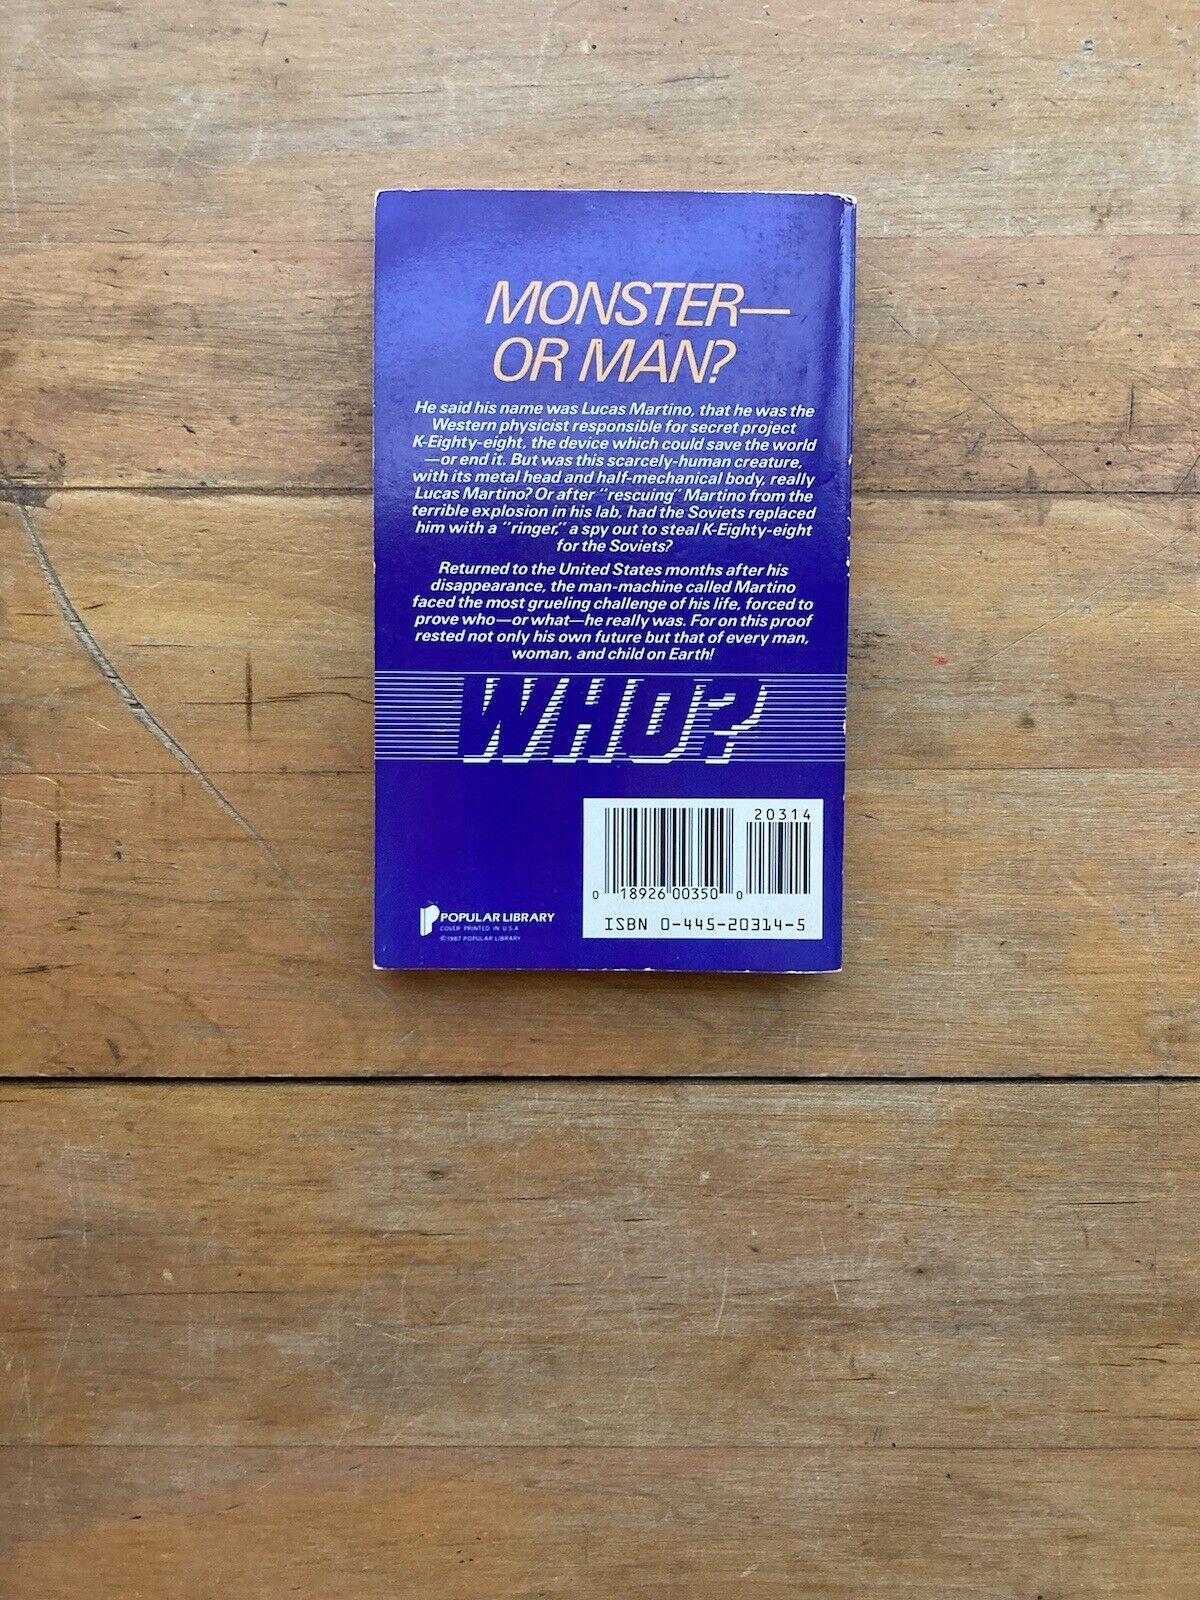 MONSTER—
OR MAN?
He said his name was Lucas Martino, that he was the
Western physicist responsible for secret project
K-Eighty-eight, the device which could save the world
—or end it. But was this scarcely-human creature,
with its metal head and half-mechanical body, really
Lucas Martino? Or after "rescuing" Martino from the
terrible explosion in his lab, had the Soviets replaced
him with a "ringer," a spy out to steal K-Eighty-eight
for the Soviets?
Returned to the United States months after his
disappearance, the man-machine called Martino
faced the most grueling challenge of his life, forced to
prove who—or what—he really was. For on this proof
rested not only his own future but that of every man,
woman, and child on Earth!
WHO?
20314
0 18926 00350 0
ISBN 0-445-20314-5
POPULAR LIBRARY
COVER PRINTED IN U.S.A
©1987 POPULAR LIBRARY